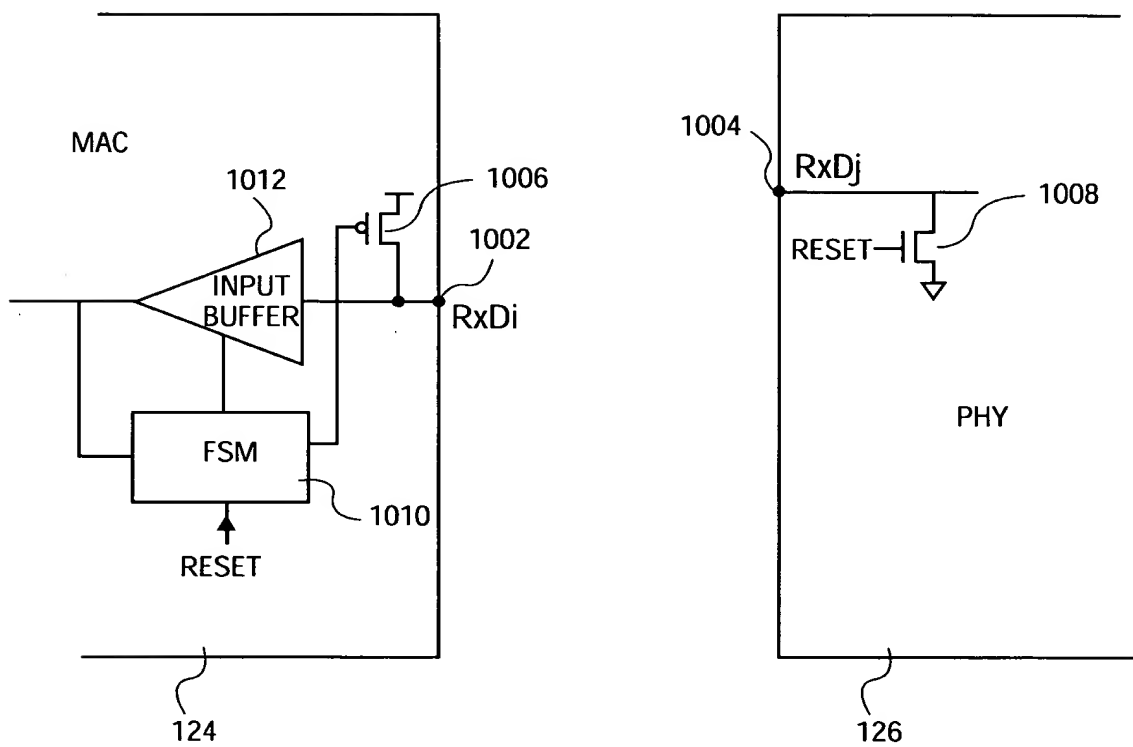 MAC
1012
1006
1002
INPUT
BUFFER
RxDi
FSM
1010
RESET
124
1004
RxDj
1008
RESET
PHY
126